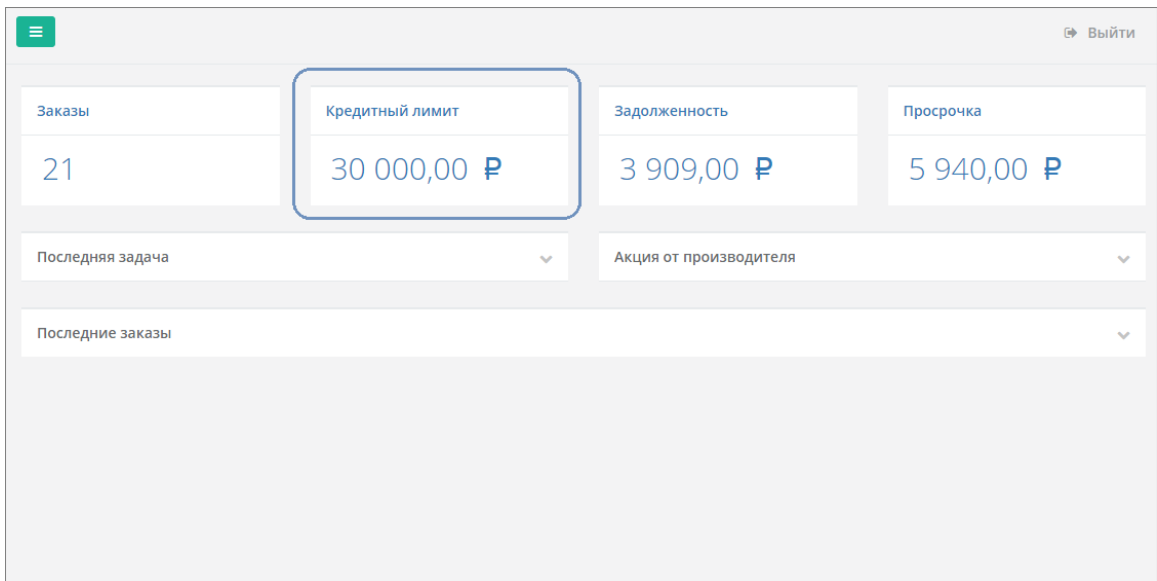 Выйти
Заказы
21
Кредитный лимит
30 000,00 ₽
Задолженность
3 909,00 ₽
Просрочка
5 940,00 ₽
Последняя задача
Акция от производителя
Последние заказы